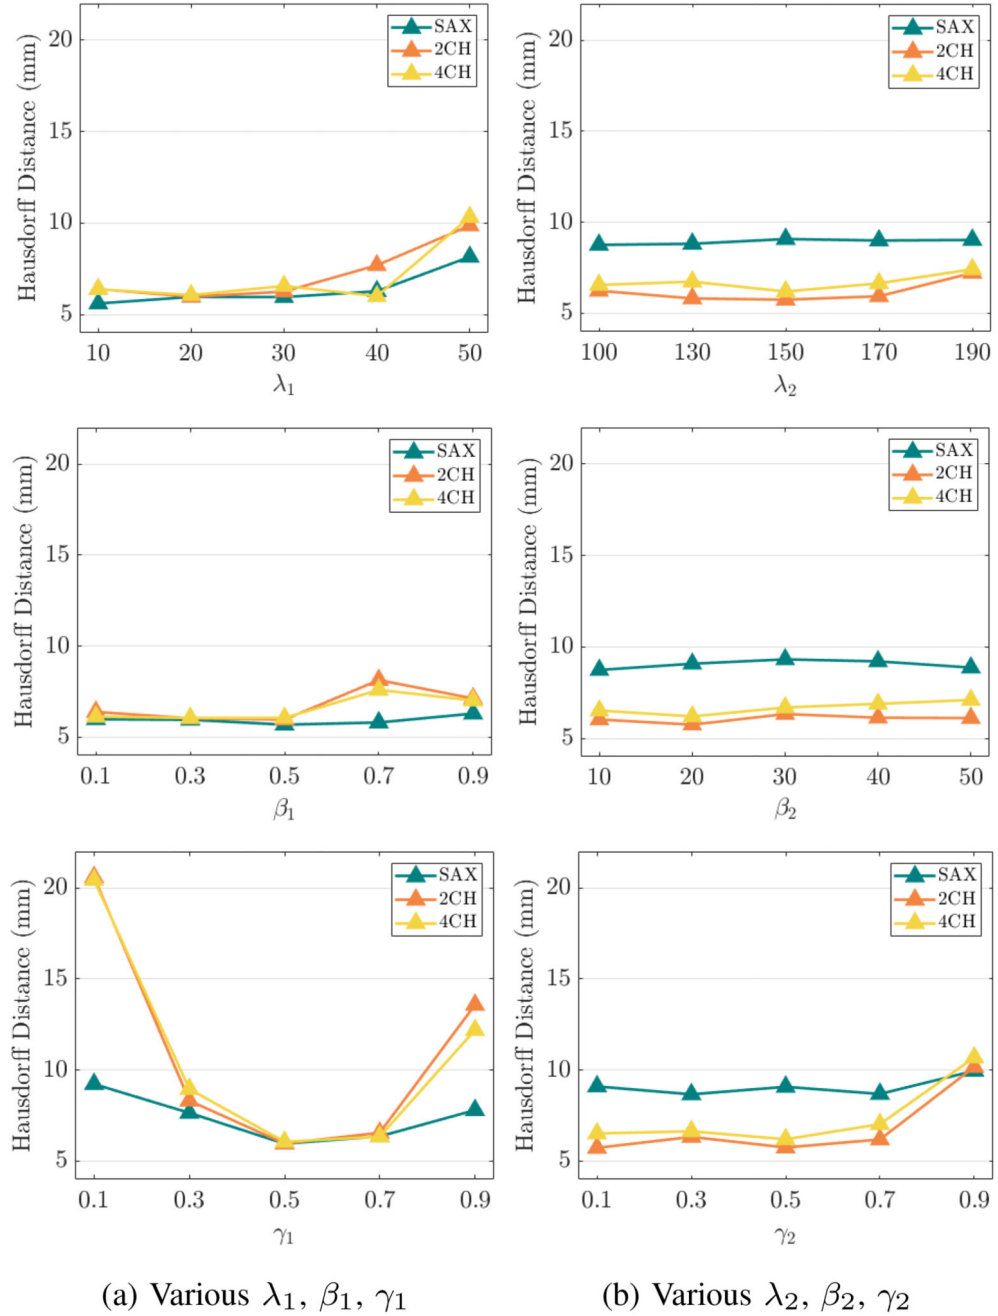 Hausdorff Distance (mm)
20
15
10
5
SAX
2CH
4CH
10 20 30 40 50
λ1
Hausdorff Distance (mm)
20
15
10
5
SAX
2CH
4CH
100 130 150 170 190
λ2
Hausdorff Distance (mm)
20
15
10
5
SAX
2CH
4CH
0.1 0.3 0.5 0.7 0.9
β1
Hausdorff Distance (mm)
20
15
10
5
SAX
2CH
4CH
10 20 30 40 50
β2
Hausdorff Distance (mm)
20
15
10
5
SAX
2CH
4CH
0.1 0.3 0.5 0.7 0.9
γ1
Hausdorff Distance (mm)
20
15
10
5
SAX
2CH
4CH
0.1 0.3 0.5 0.7 0.9
γ2
(a) Various λ1, β1, γ1
(b) Various λ2, β2, γ2